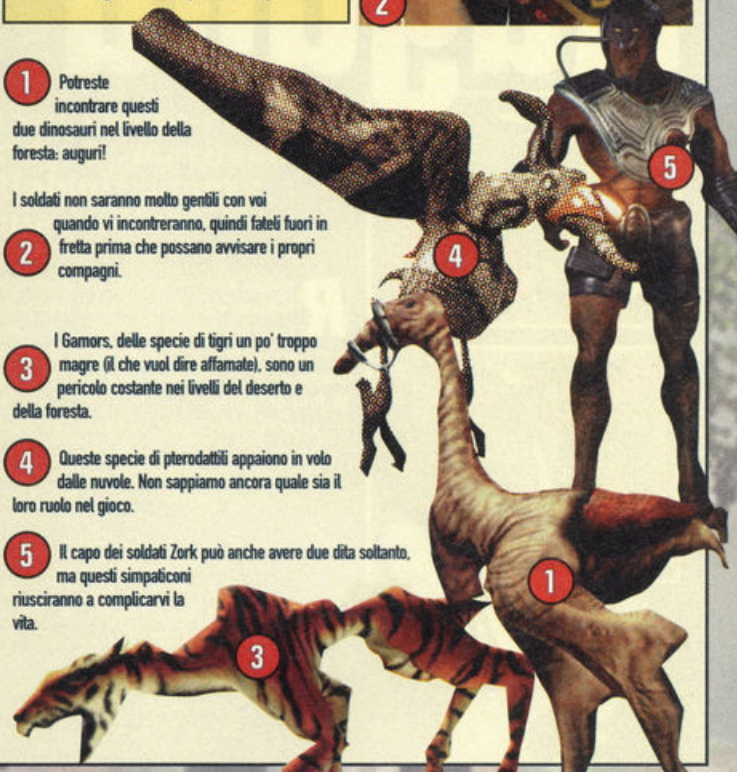 2
1 Potreste
incontrare questi
due dinosauri nel livello della
foresta: auguri!
I soldati non saranno molto gentili con voi
quando vi incontreranno, quindi fateli fuori in
2 fretta prima che possano avvisare i propri
compagni.
I Gamors, delle specie di tigri un po' troppo
3 magre (il che vuol dire affamate), sono un
pericolo costante nei livelli del deserto e
della foresta.
4 Queste specie di pterodattili appaiono in volo
dalle nuvole. Non sappiamo ancora quale sia il
loro ruolo nel gioco.
5 Il capo dei soldati Zork può anche avere due dita soltanto,
ma questi simpaticoni
riusciranno a complicarvi la
vita.
5
4
1
3